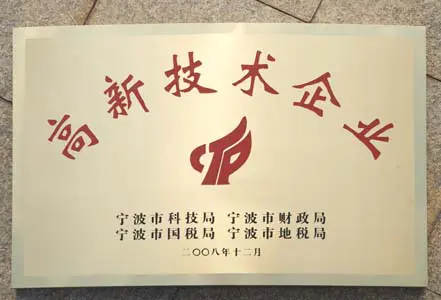 高新技术企业
宁波市科技局 宁波市财政局
宁波市国税局 宁波市地税局
二〇〇八年十二月